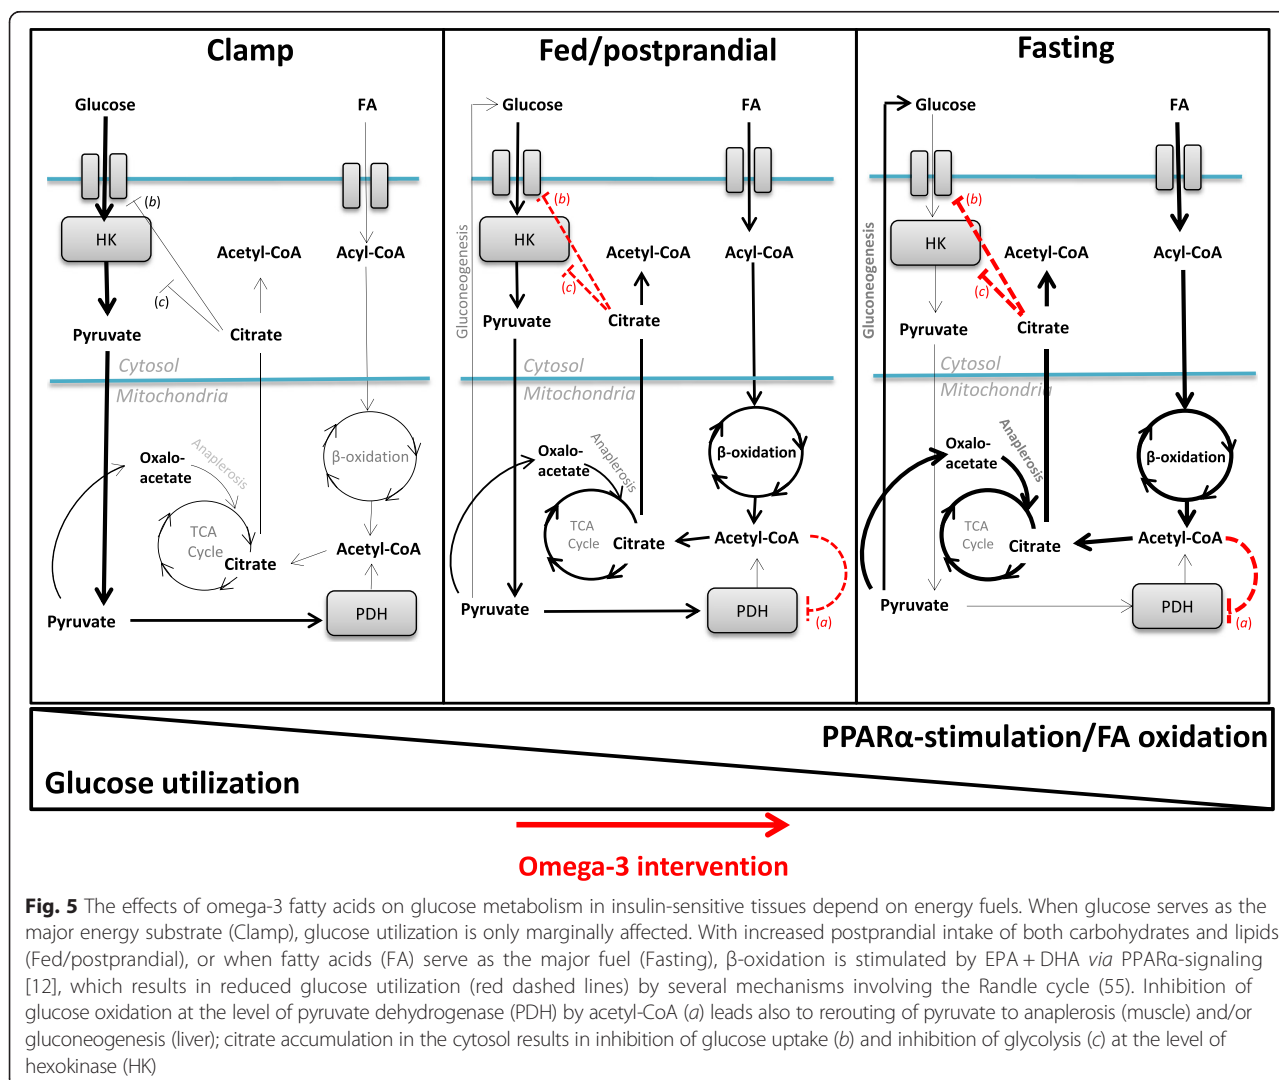 Clamp
Glucose
FA
(b)
HK
Acetyl-CoA
Acyl-CoA
(c)
Pyruvate
Citrate
Cytosol
Mitochondria
Anaplerosis
Oxalo-
acetate
β-oxidation
TCA
Cycle
Citrate
Acetyl-CoA
Pyruvate
PDH
Fed/postprandial
Glucose
FA
Gluconeogenesis
(b)
HK
Acetyl-CoA
Acyl-CoA
(c)
Pyruvate
Citrate
Cytosol
Mitochondria
Anaplerosis
Oxalo-
acetate
β-oxidation
TCA
Cycle
Citrate
Acetyl-CoA
Pyruvate
PDH
(a)
Fasting
Glucose
FA
Gluconeogenesis
(b)
HK
Acetyl-CoA
Acyl-CoA
(c)
Pyruvate
Citrate
Cytosol
Mitochondria
Anaplerosis
Oxalo-
acetate
β-oxidation
TCA
Cycle
Citrate
Acetyl-CoA
Pyruvate
PDH
(a)
PPARα-stimulation/FA oxidation
Glucose utilization
Omega-3 intervention
Fig. 5 The effects of omega-3 fatty acids on glucose metabolism in insulin-sensitive tissues depend on energy fuels. When glucose serves as the
major energy substrate (Clamp), glucose utilization is only marginally affected. With increased postprandial intake of both carbohydrates and lipids
(Fed/postprandial), or when fatty acids (FA) serve as the major fuel (Fasting), β-oxidation is stimulated by EPA + DHA via PPARα-signaling
[12], which results in reduced glucose utilization (red dashed lines) by several mechanisms involving the Randle cycle (55). Inhibition of
glucose oxidation at the level of pyruvate dehydrogenase (PDH) by acetyl-CoA (a) leads also to rerouting of pyruvate to anaplerosis (muscle) and/or
gluconeogenesis (liver); citrate accumulation in the cytosol results in inhibition of glucose uptake (b) and inhibition of glycolysis (c) at the level of
hexokinase (HK)